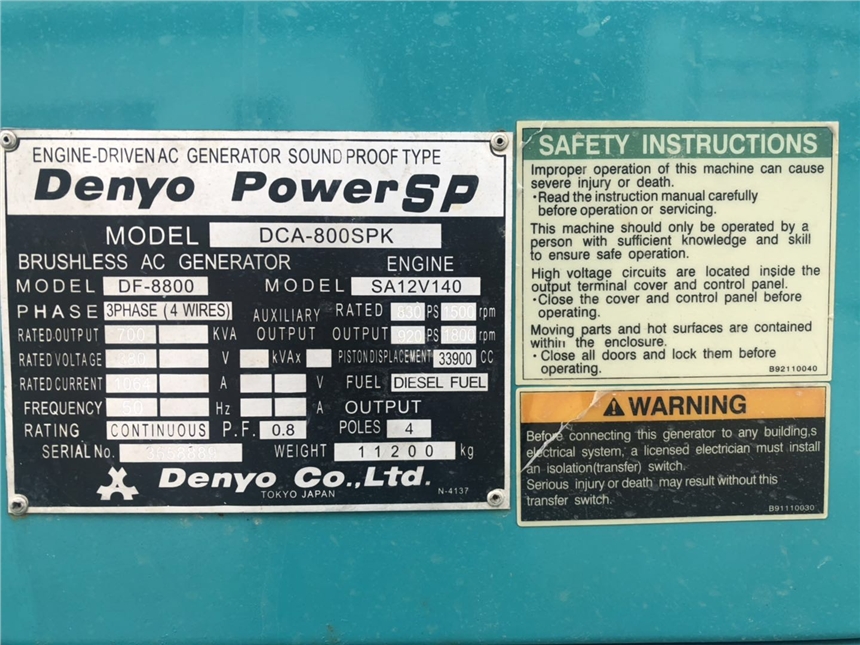 ENGINE-DRIVEN AC GENERATOR SOUND PROOF TYPE
Denyo Power SP
MODEL DCA-800SPK
BRUSHLESS AC GENERATOR ENGINE
MODEL DF-8800 MODEL SA12V140
PHASE 3PHASE (4 WIRES) AUXILIARY RATED 830 PS 1500 rpm
RATED OUTPUT 700 KVA OUTPUT OUTPUT 920 PS 1800 rpm
RATED VOLTAGE 380 V kVAx PISTON DISPLACEMENT 33900 CC
RATED CURRENT 1064 A V FUEL DIESEL FUEL
FREQUENCY 50 Hz A OUTPUT
RATING CONTINUOUS P.F. 0.8 POLES 4
SERIAL No. WEIGHT 11200 kg
Denyo Co.,Ltd.
TOKYO JAPAN N-4137
SAFETY INSTRUCTIONS
Improper operation of this machine can cause
severe injury or death.
•Read the instruction manual carefully
before operation or servicing.
This machine should only be operated by a
person with sufficient knowledge and skill
to ensure safe operation.
High voltage circuits are located inside the
output terminal cover and control panel.
•Close the cover and control panel before
operating.
Moving parts and hot surfaces are contained
within the enclosure.
•Close all doors and lock them before
operating.
B92110040
WARNING
Before connecting this generator to any building,s
electrical system, a licensed electrician must install
an isolation(transfer) switch.
Serious injury or death may result without this
transfer switch.
B91110030